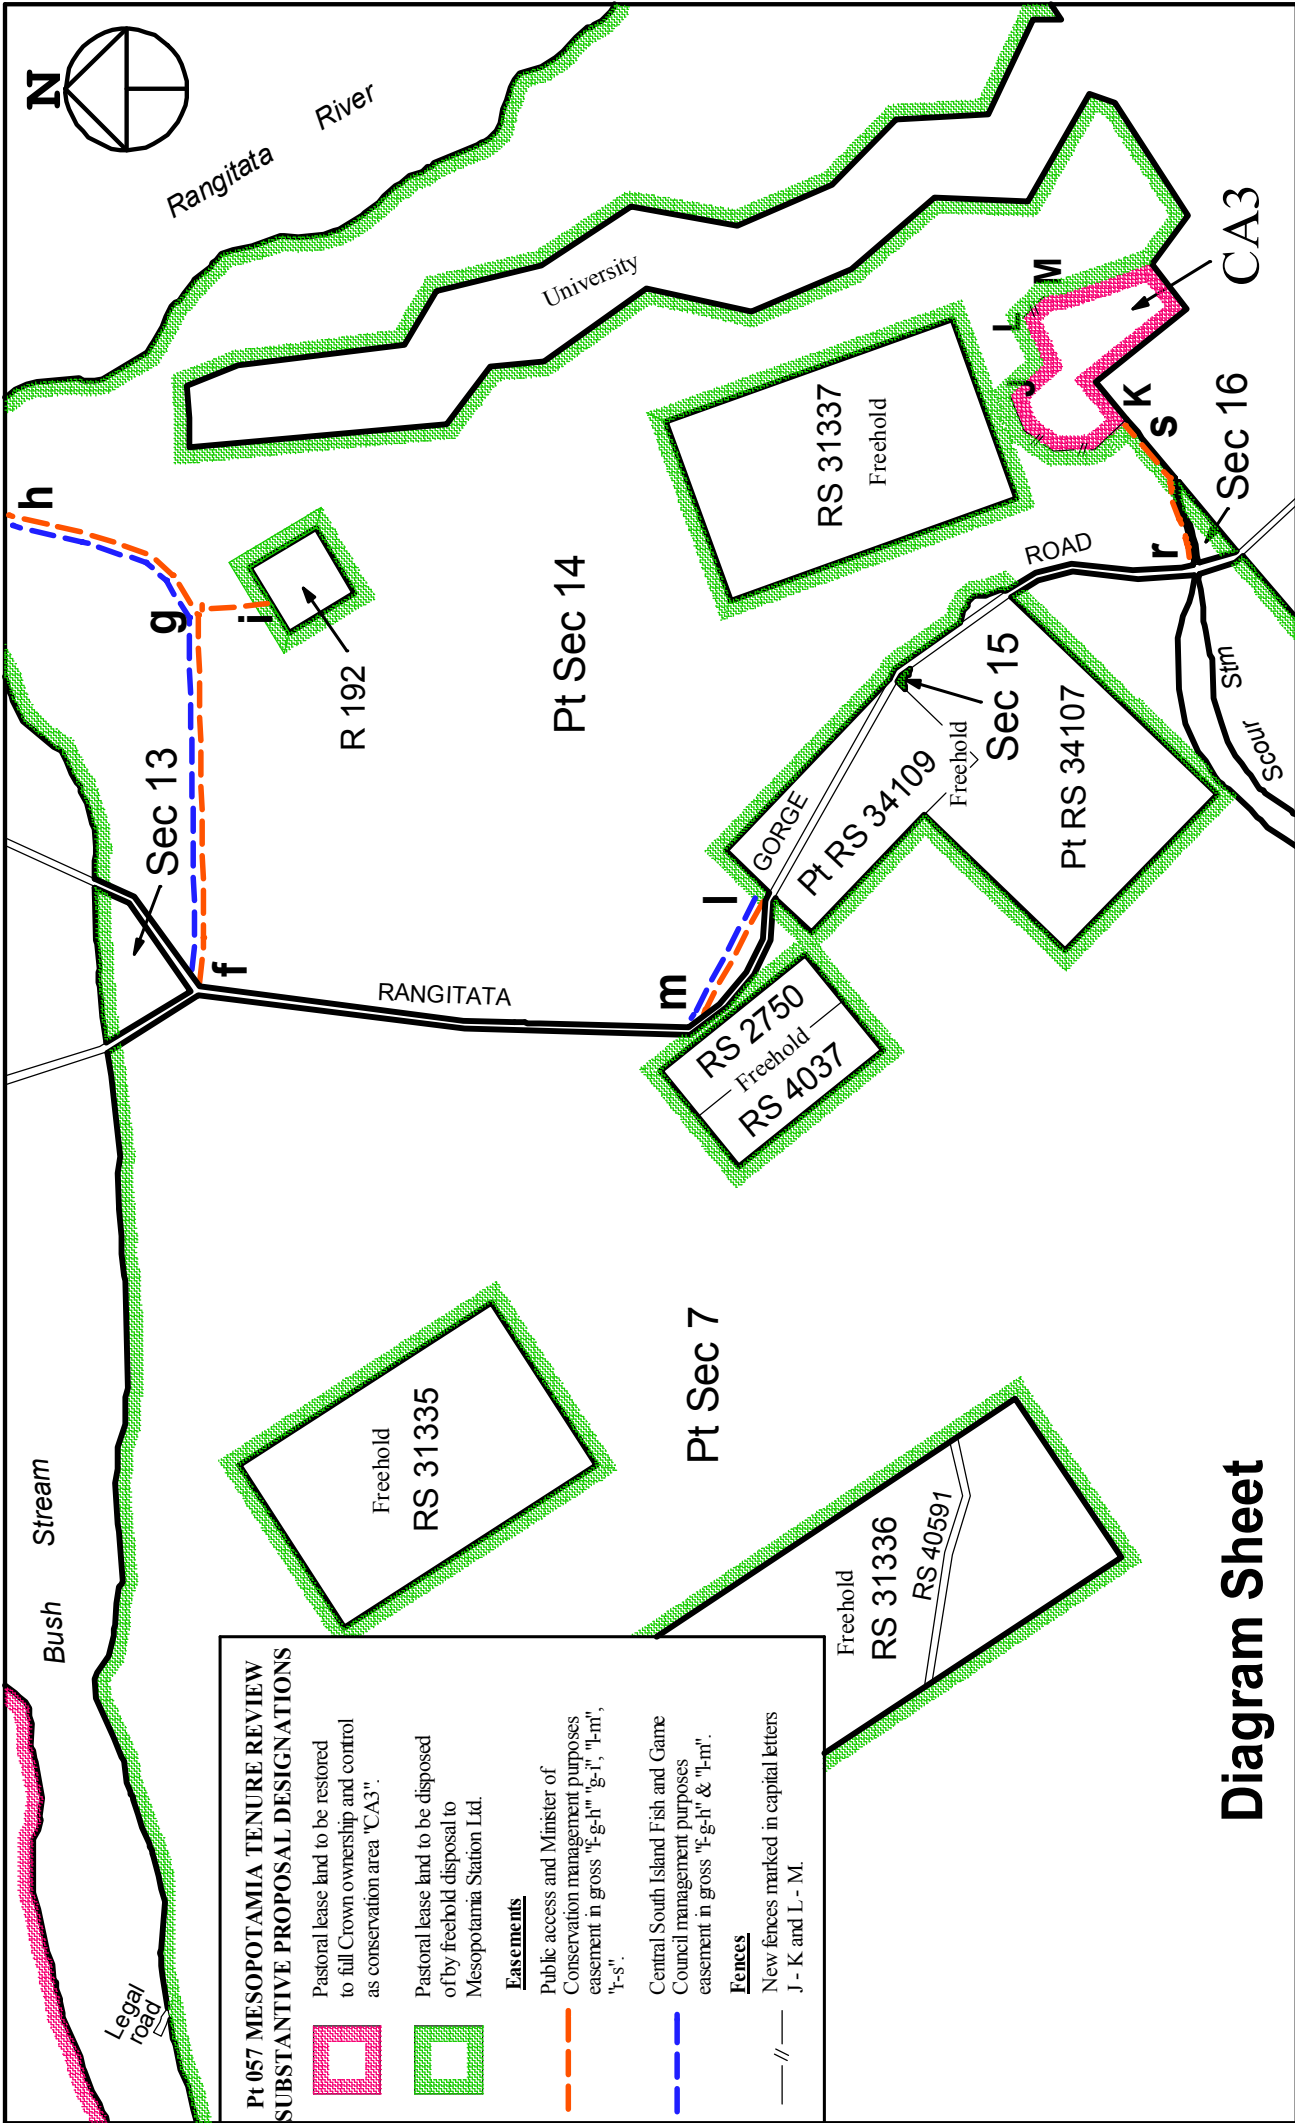 N
Rangitata River
Bush Stream
Legal
road
University
h
g
i
f
Sec 13
R 192
Pt Sec 14
RANGITATA
GORGE
ROAD
m
l
RS 31337
Freehold
L
M
J
K
s
r
CA3
Sec 16
Sec 15
Pt RS 34109
Freehold
Pt RS 34107
Scour Stm
RS 2750
Freehold
RS 4037
Freehold
RS 31335
Pt Sec 7
Freehold
RS 31336
RS 40591
Pt 057 MESOPOTAMIA TENURE REVIEW
SUBSTANTIVE PROPOSAL DESIGNATIONS
Pastoral lease land to be restored
to full Crown ownership and control
as conservation area "CA3".
Pastoral lease land to be disposed
of by freehold disposal to
Mesopotamia Station Ltd.
Easements
Public access and Minister of
Conservation management purposes
easement in gross "f-g-h" "g-i", "l-m",
"r-s".
Central South Island Fish and Game
Council management purposes
easement in gross "f-g-h" & "l-m".
Fences
New fences marked in capital letters
J - K and L - M.
Diagram Sheet